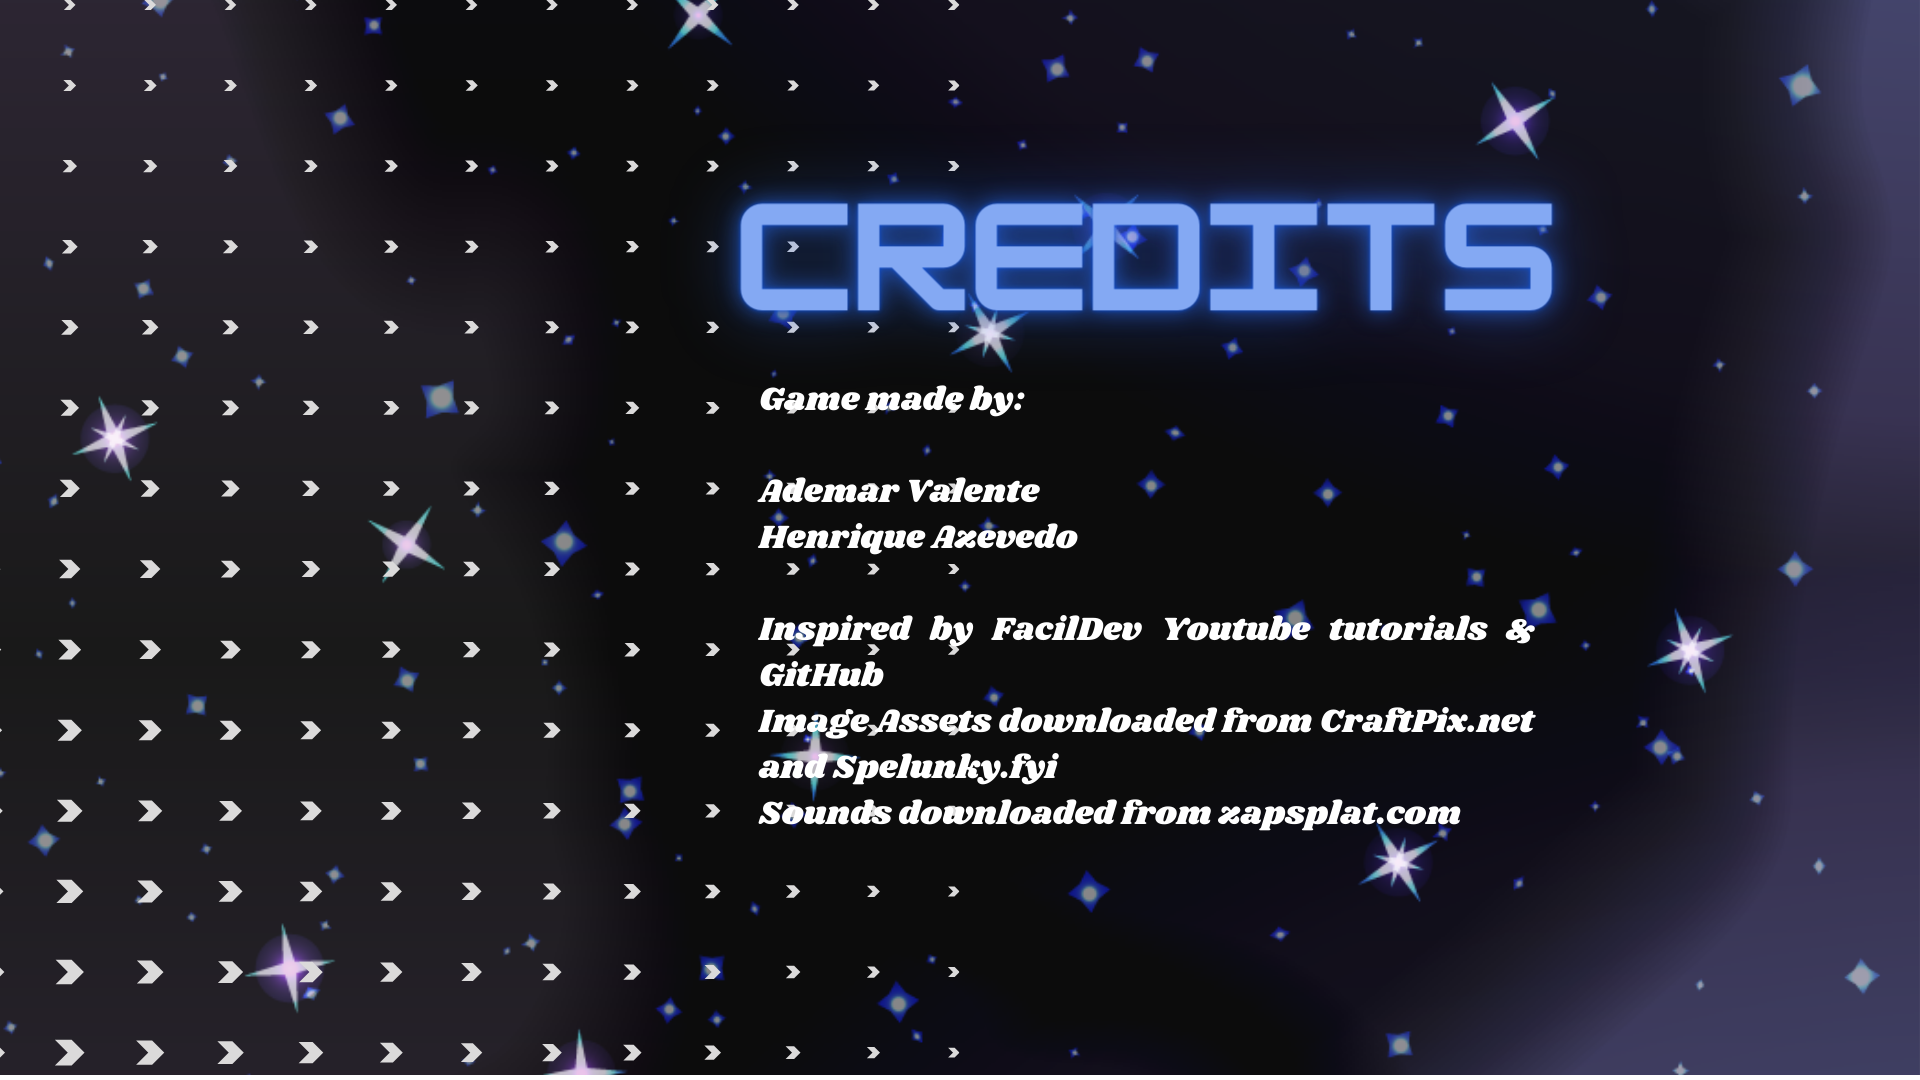 CREDITS
Game made by:
Ademar Valente
Henrique Azevedo
Inspired by FacilDev Youtube tutorials &
GitHub
Image Assets downloaded from CraftPix.net
and Spelunky.fyi
Sounds downloaded from zapsplat.com